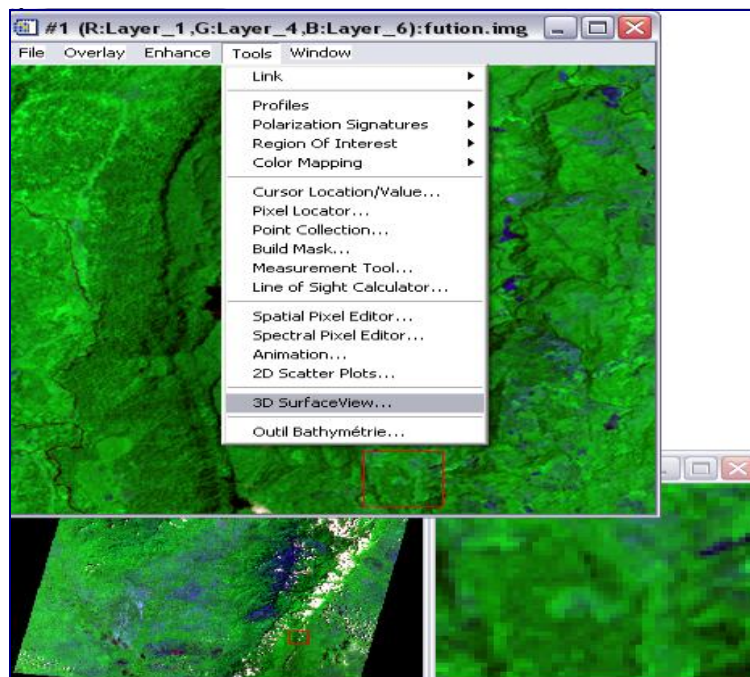 #1 (R:Layer_1,G:Layer_4,B:Layer_6):fution.img
File Overlay Enhance Tools Window
Link
Profiles
Polarization Signatures
Region Of Interest
Color Mapping
Cursor Location/Value...
Pixel Locator...
Point Collection...
Build Mask...
Measurement Tool...
Line of Sight Calculator...
Spatial Pixel Editor...
Spectral Pixel Editor...
Animation...
2D Scatter Plots...
3D SurfaceView...
Outil Bathymétrie...